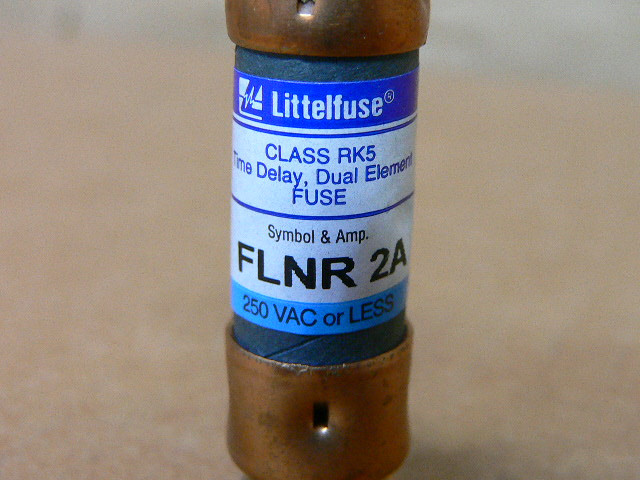 Littelfuse®
CLASS RK5
Time Delay, Dual Element
FUSE
Symbol & Amp.
FLNR 2A
250 VAC or LESS